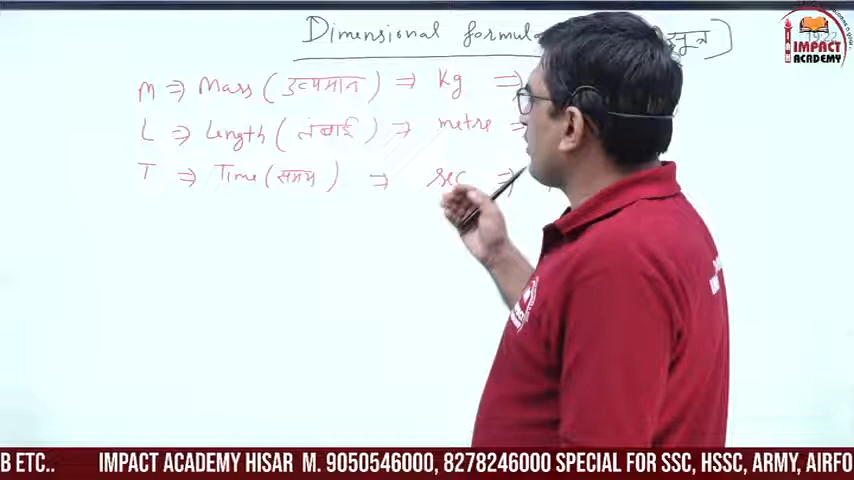 Dimensional formula सूत्र]
M ⇒ Mass (द्रव्यमान) ⇒ Kg ⇒
L ⇒ Length (लंबाई) ⇒ metre ⇒
T ⇒ Time (समय) ⇒ sec ⇒
IMPACT
ACADEMY
B ETC.. IMPACT ACADEMY HISAR M. 9050546000, 8278246000 SPECIAL FOR SSC, HSSC, ARMY, AIRFO